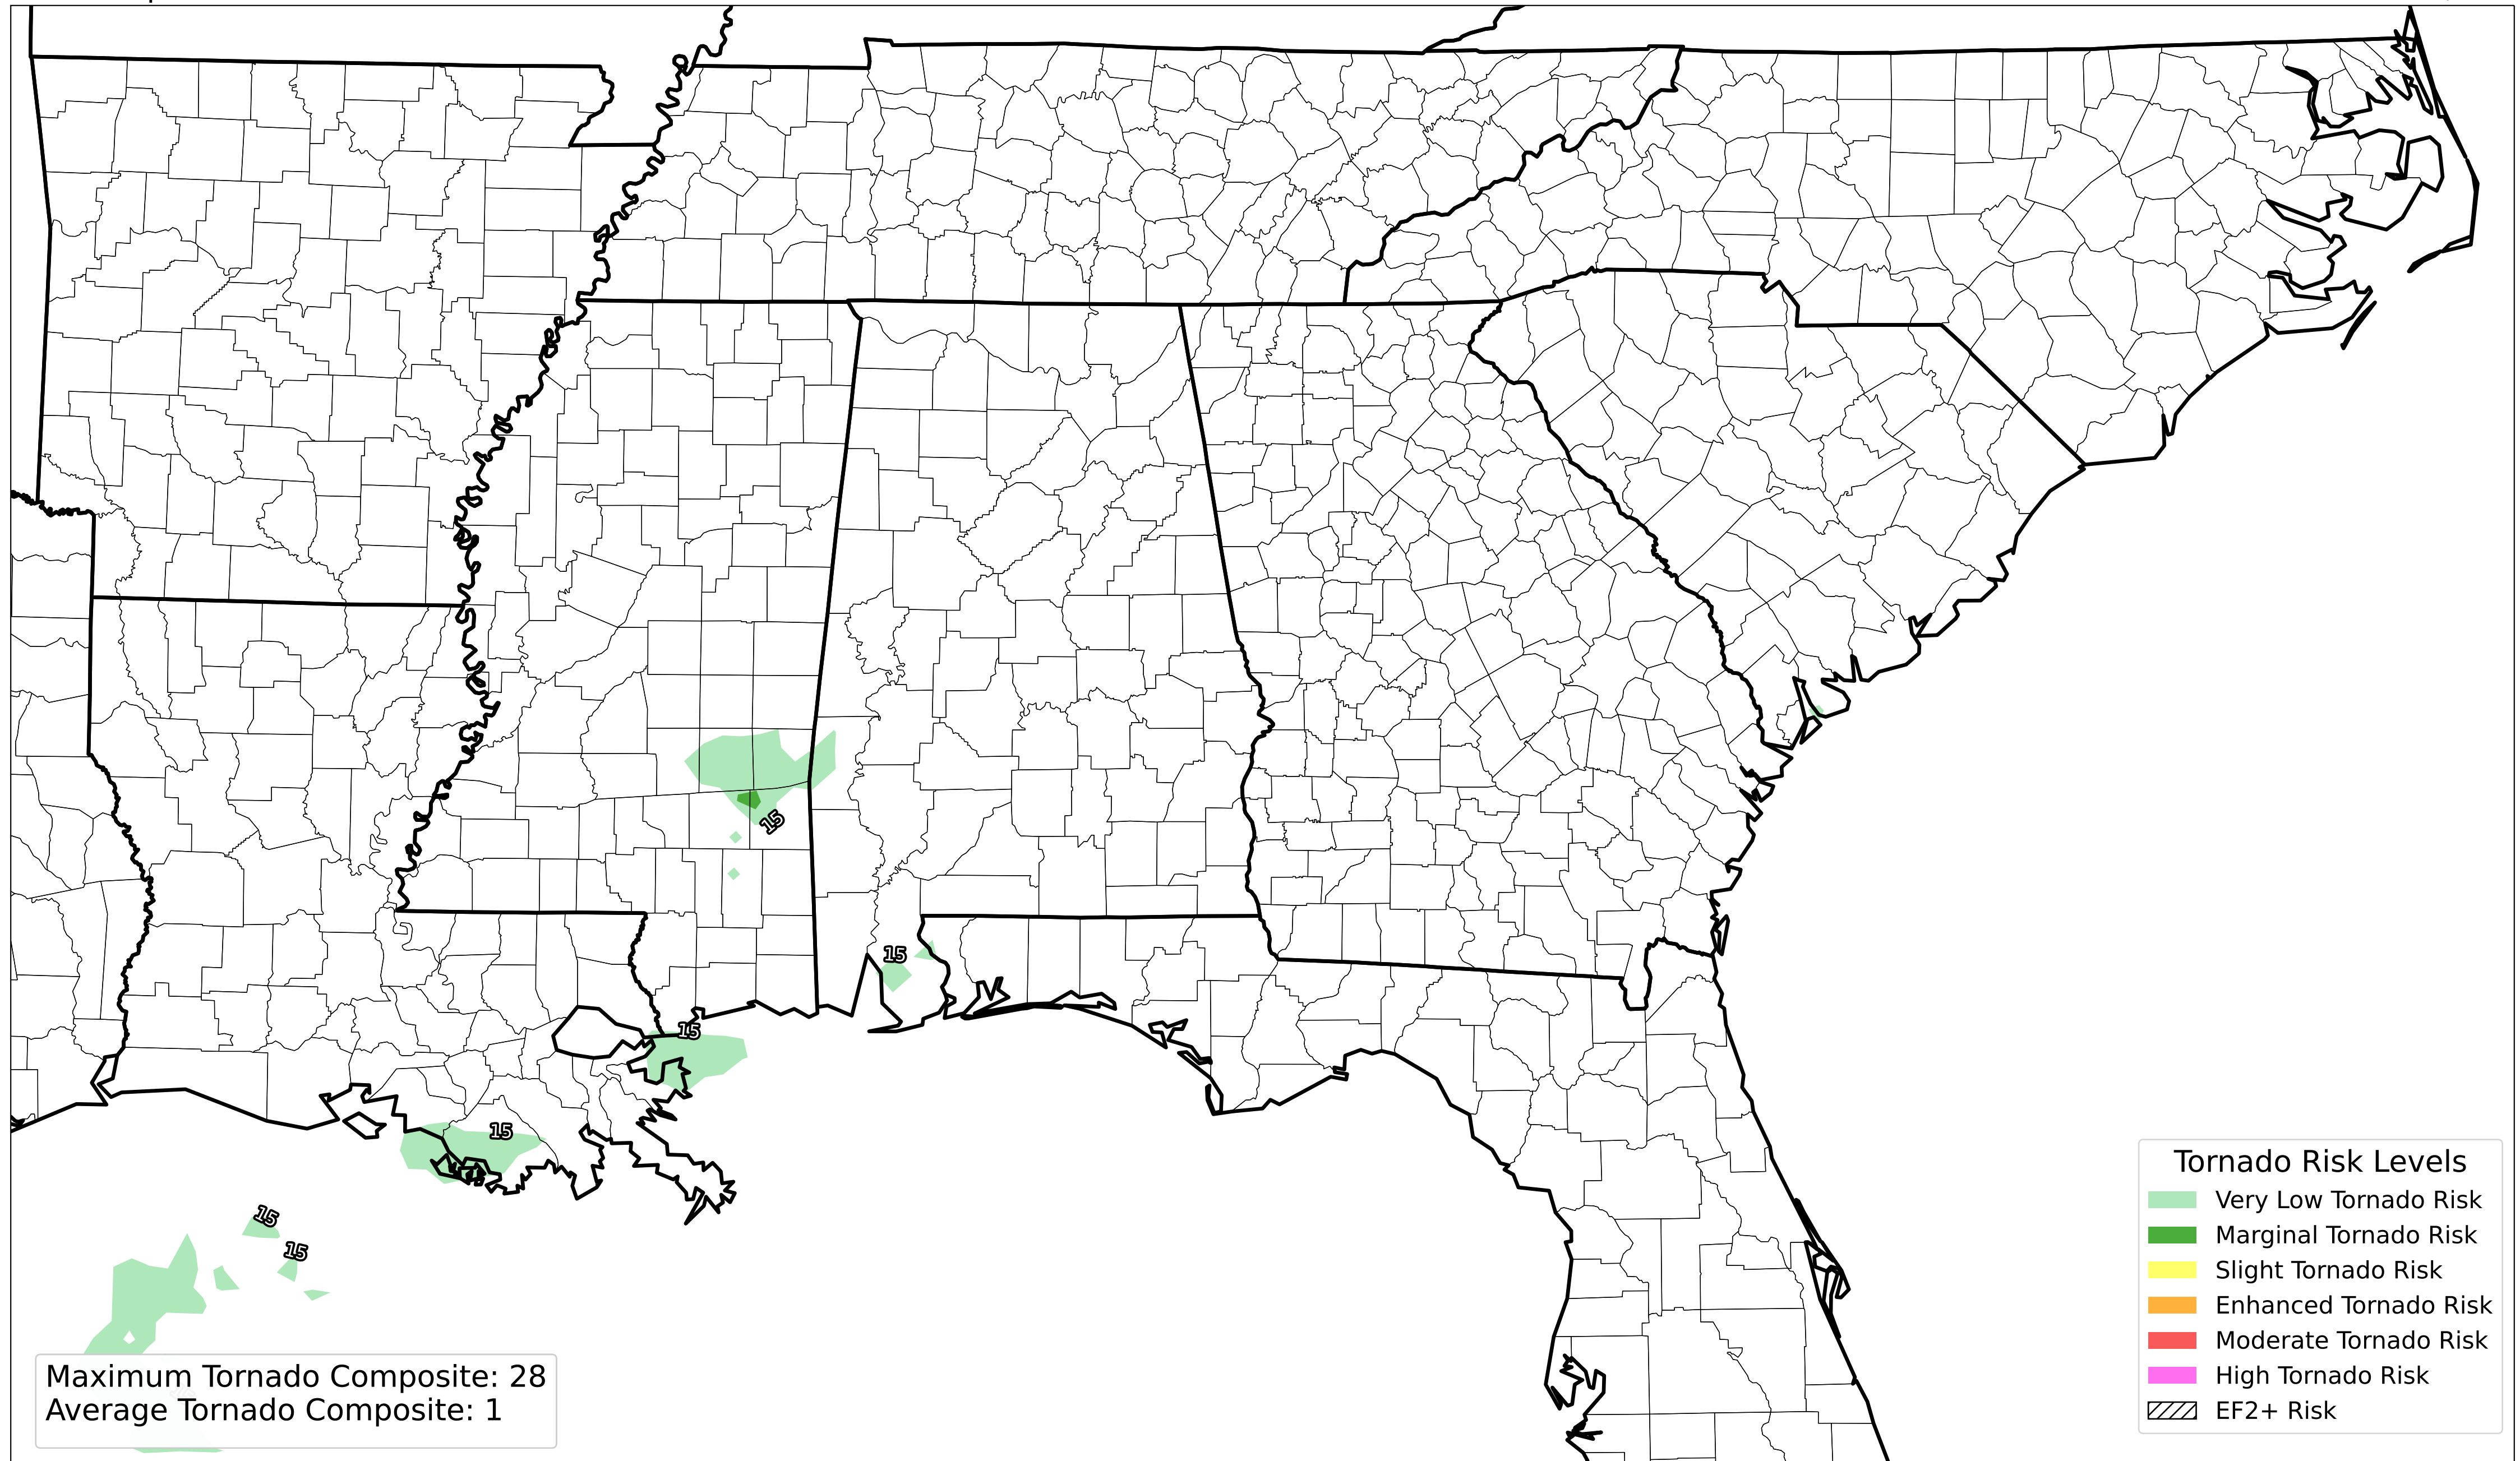 15
15
15
15
15
15
Tornado Risk Levels
Very Low Tornado Risk
Marginal Tornado Risk
Slight Tornado Risk
Enhanced Tornado Risk
Moderate Tornado Risk
High Tornado Risk
EF2+ Risk
Maximum Tornado Composite: 28
Average Tornado Composite: 1